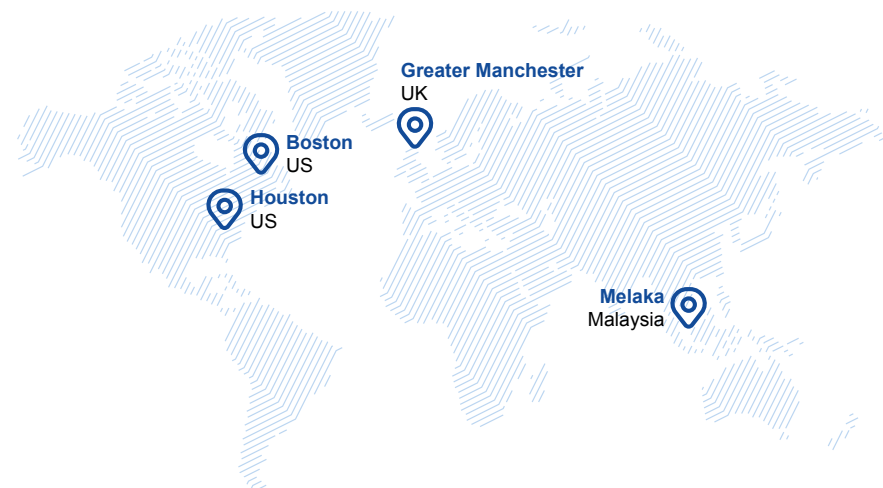 Greater Manchester
UK
Boston
US
Houston
US
Melaka
Malaysia